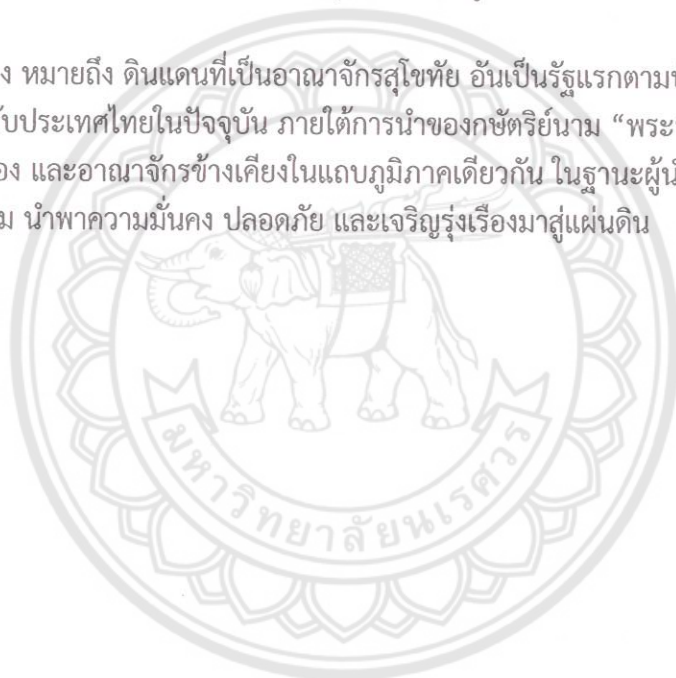 ง หมายถึง ดินแดนที่เป็นอาณาจักรสุโขทัย อันเป็นรัฐแรกตาม
ับประเทศไทยในปัจจุบัน ภายใต้การนำของกษัตริย์นาม “พระ
อง และอาณาจักรข้างเคียงในแถบภูมิภาคเดียวกัน ในฐานะผู้นำ
ม นำพาความมั่นคง ปลอดภัย และเจริญรุ่งเรืองมาสู่แผ่นดิน
มหาวิทยาลัยนเรศวร